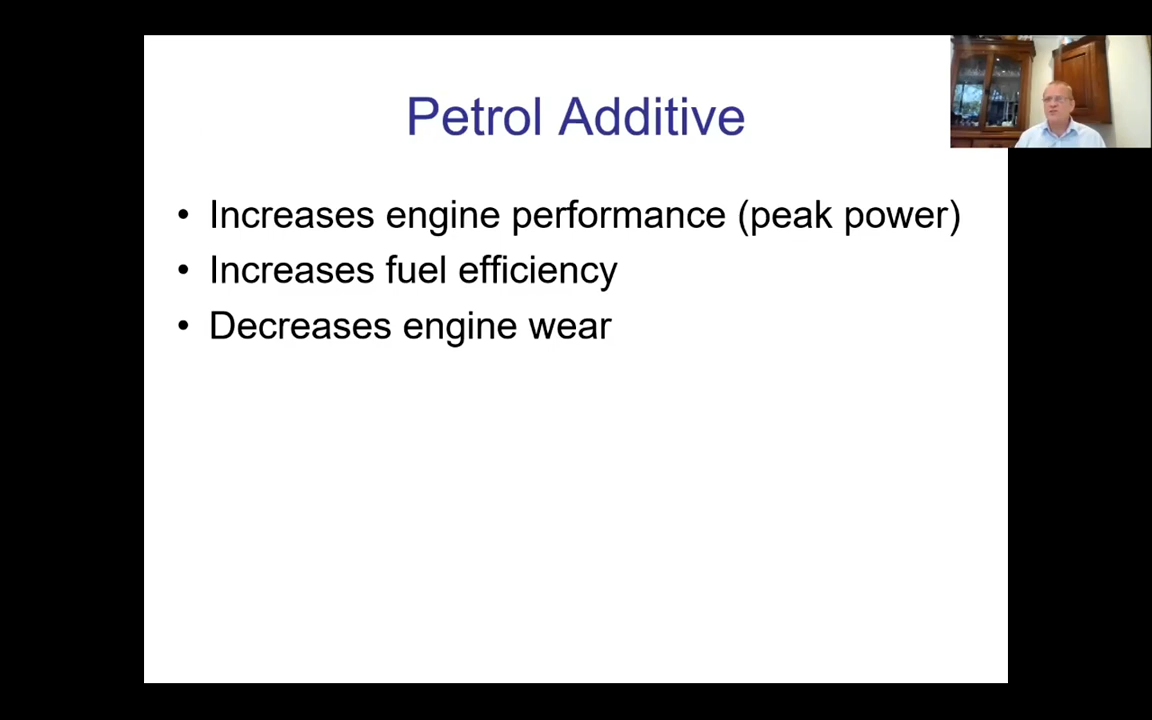 Petrol Additive
• Increases engine performance (peak power)
• Increases fuel efficiency
• Decreases engine wear